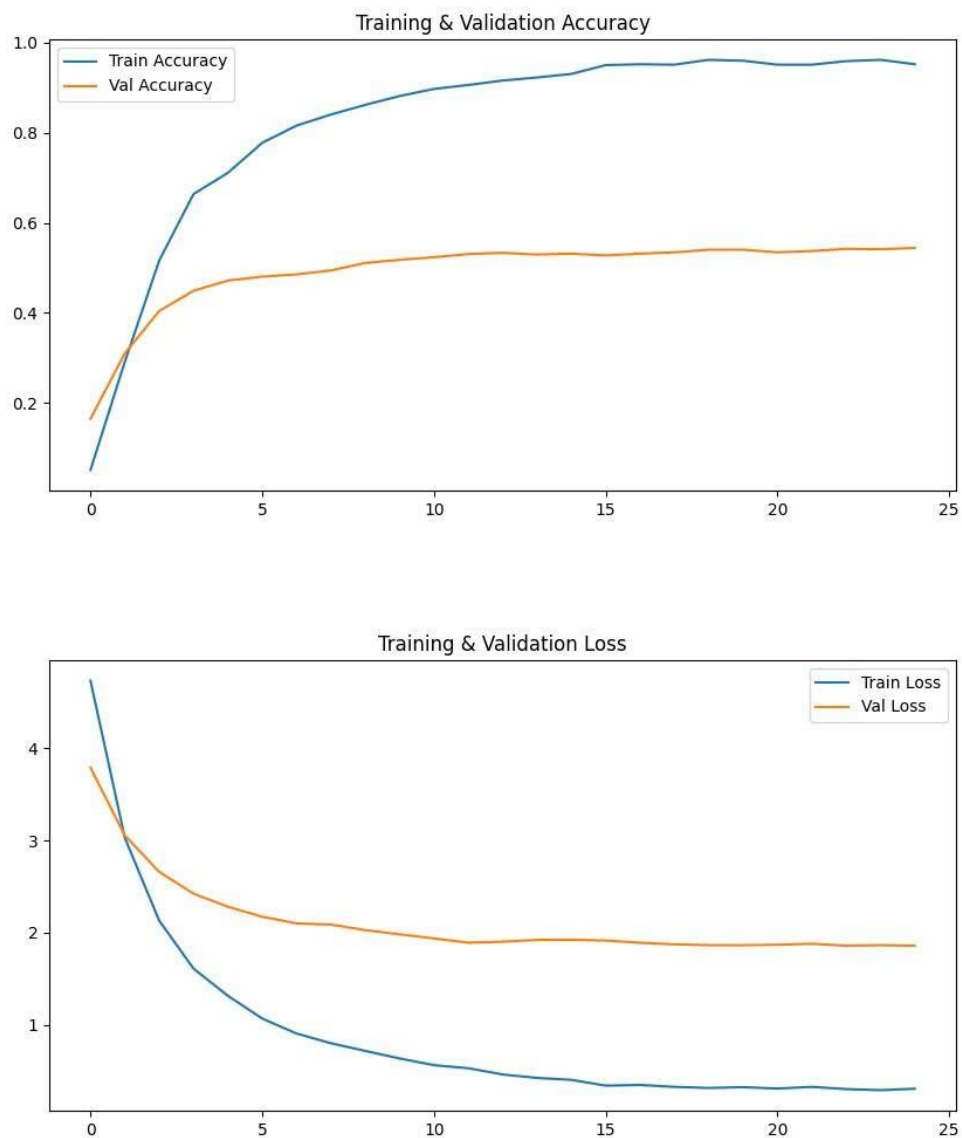 Training & Validation Accuracy
1.0
Train Accuracy
Val Accuracy
0.8
0.6
0.4
0.2
0 5 10 15 20 25
Training & Validation Loss
Train Loss
Val Loss
4
3
2
1
0 5 10 15 20 25